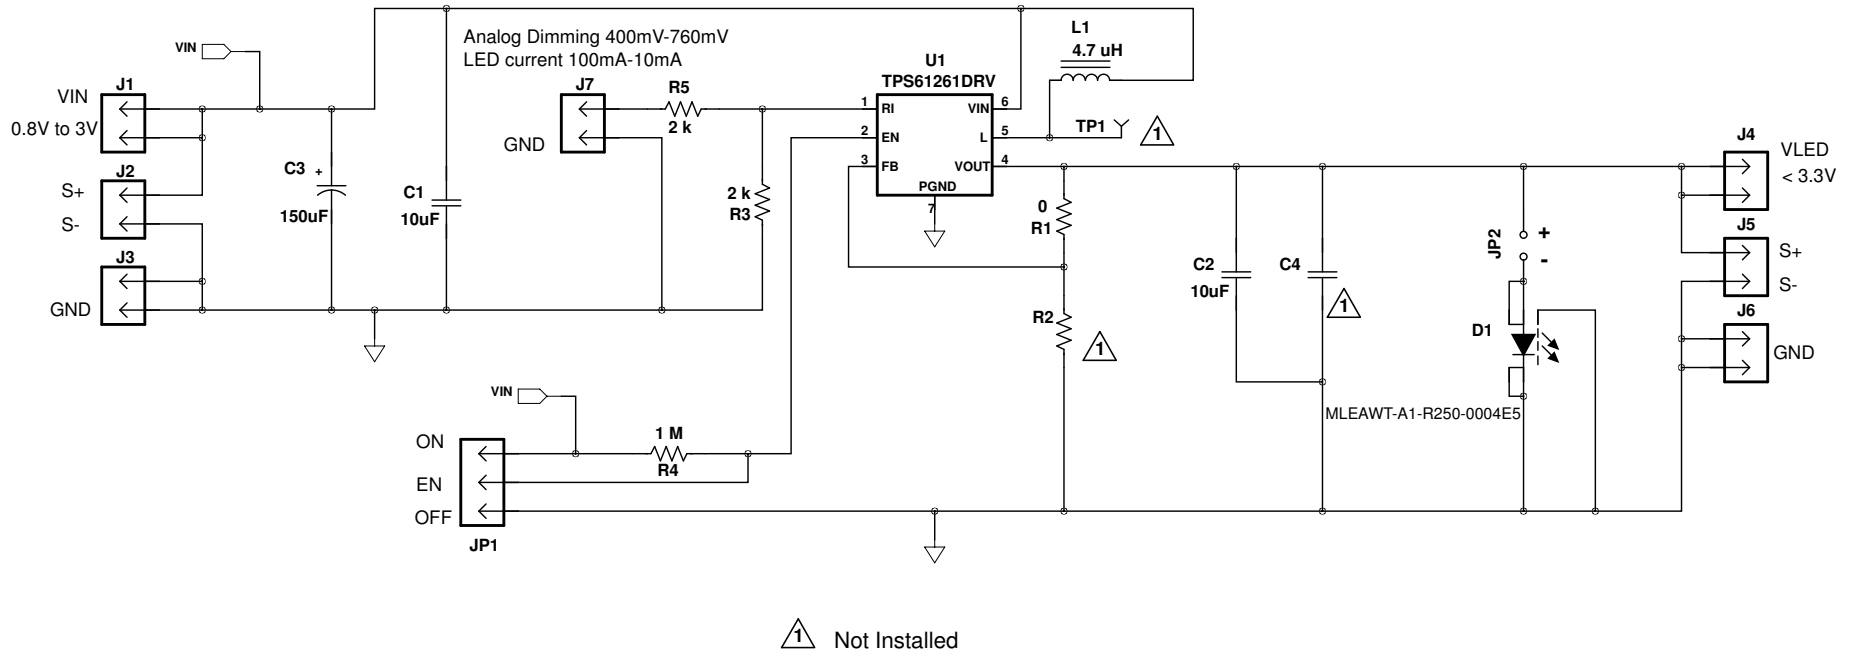 Analog Dimming 400mV-760mV
LED current 100mA-10mA
VIN
J1
VIN
0.8V to 3V
J2
S+
S-
J3
GND
C3
+
150uF
C1
10uF
J7
GND
R5
2 k
2 k
R3
U1
TPS61261DRV
1 RI
2 EN
3 FB
VIN 6
L 5
VOUT 4
PGND
7
L1
4.7 uH
TP1
1
0
R1
R2
1
C2
10uF
C4
1
JP2
+
-
D1
MLEAWT-A1-R250-0004E5
J4
VLED
< 3.3V
J5
S+
S-
J6
GND
VIN
ON
EN
OFF
JP1
1 M
R4
1 Not Installed